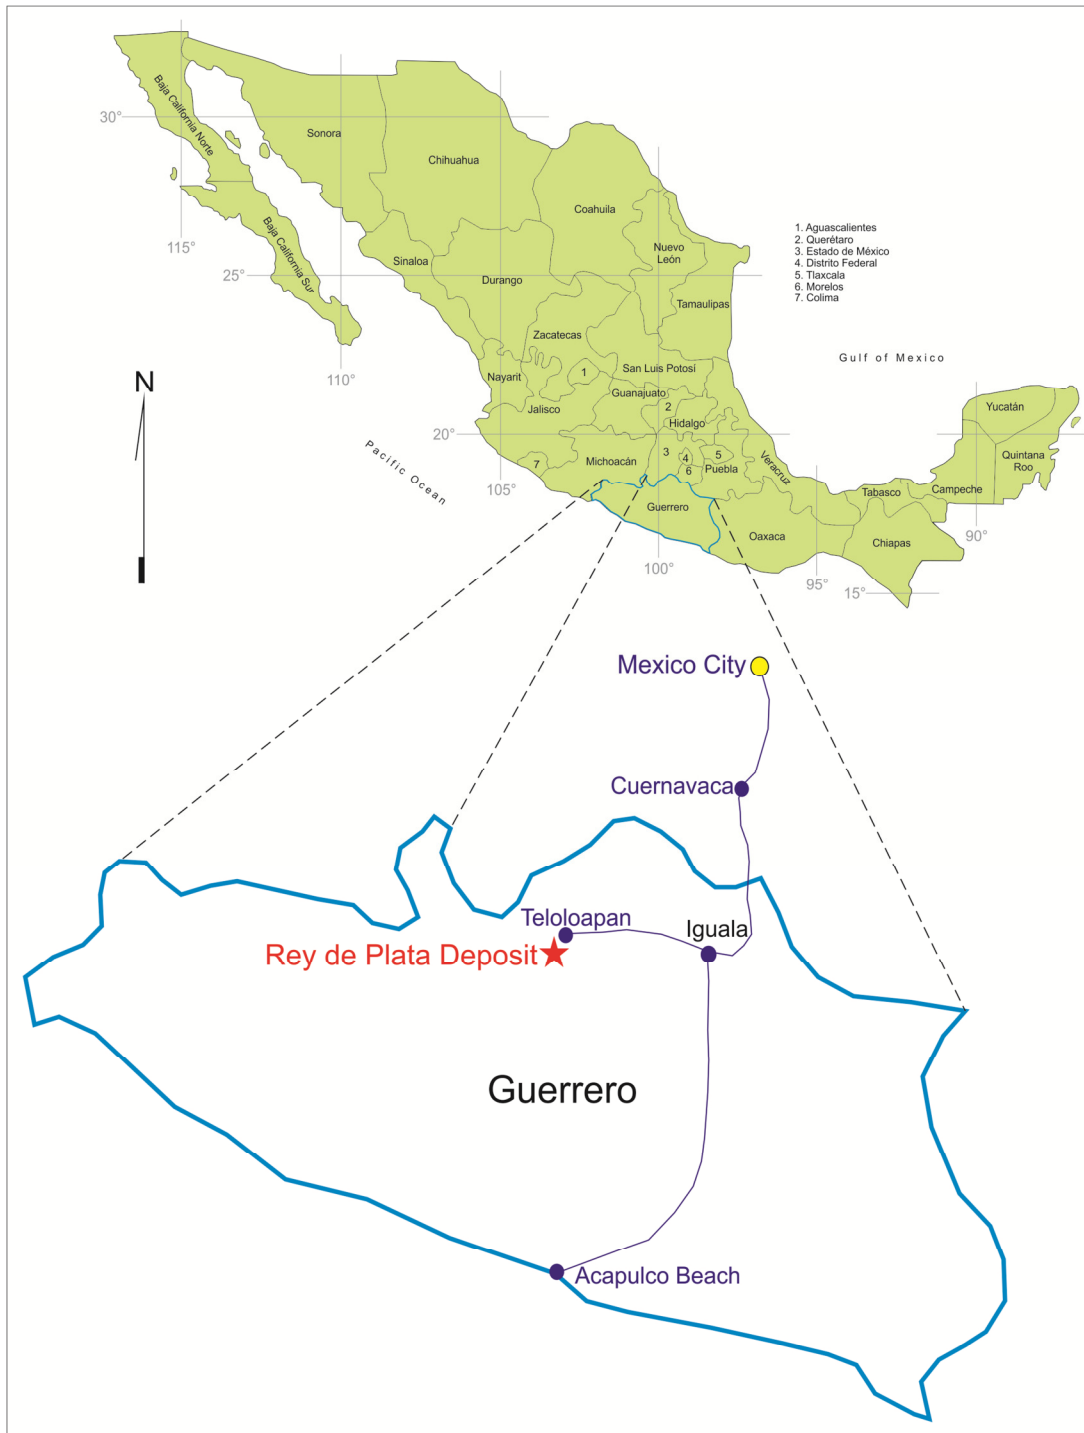 Baja California Norte
30°
Sonora
Chihuahua
Coahuila
115°
Baja California Sur
Sinaloa
25°
Durango
Nuevo
León
Tamaulipas
1. Aguascalientes
2. Querétaro
3. Estado de México
4. Distrito Federal
5. Tlaxcala
6. Morelos
7. Colima
Zacatecas
Gulf of Mexico
110°
N
Nayarit
1
San Luis Potosí
Guanajuato
Jalisco
2
Hidalgo
20°
Yucatán
Quintana
Roo
Pacific Ocean
7
Michoacán
3
4
5
6
Puebla
Veracruz
Tabasco
Campeche
105°
Guerrero
Oaxaca
Chiapas
90°
100°
95°
15°
Mexico City
Cuernavaca
Teloloapan
Iguala
Rey de Plata Deposit
Guerrero
Acapulco Beach